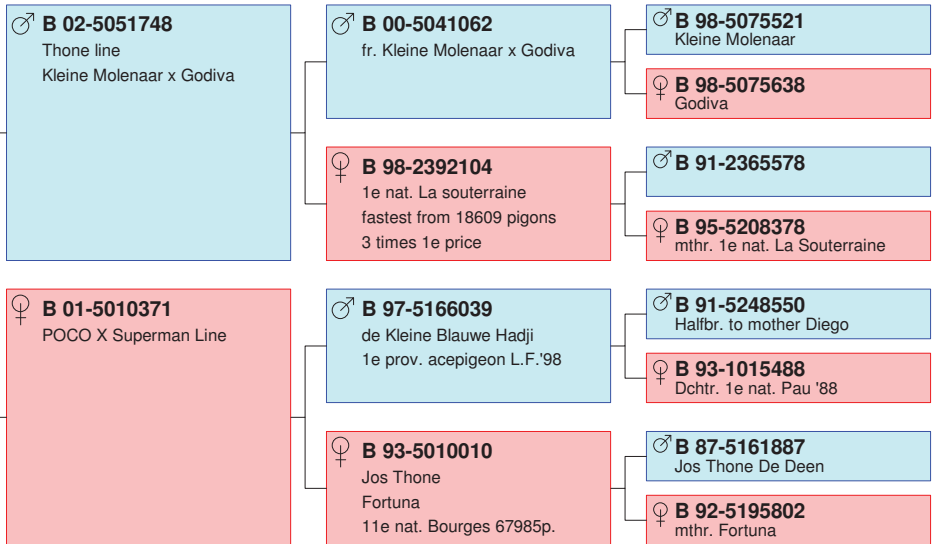 B 02-5051748
Thone line
Kleine Molenaar x Godiva
B 00-5041062
fr. Kleine Molenaar x Godiva
B 98-5075521
Kleine Molenaar
B 98-5075638
Godiva
B 98-2392104
1e nat. La souterraine
fastest from 18609 pigons
3 times 1e price
B 91-2365578
B 95-5208378
mthr. 1e nat. La Souterraine
B 01-5010371
POCO X Superman Line
B 97-5166039
de Kleine Blauwe Hadji
1e prov. acepigeon L.F.'98
B 91-5248550
Halfbr. to mother Diego
B 93-1015488
Dchtr. 1e nat. Pau '88
B 93-5010010
Jos Thone
Fortuna
11e nat. Bourges 67985p.
B 87-5161887
Jos Thone De Deen
B 92-5195802
mthr. Fortuna